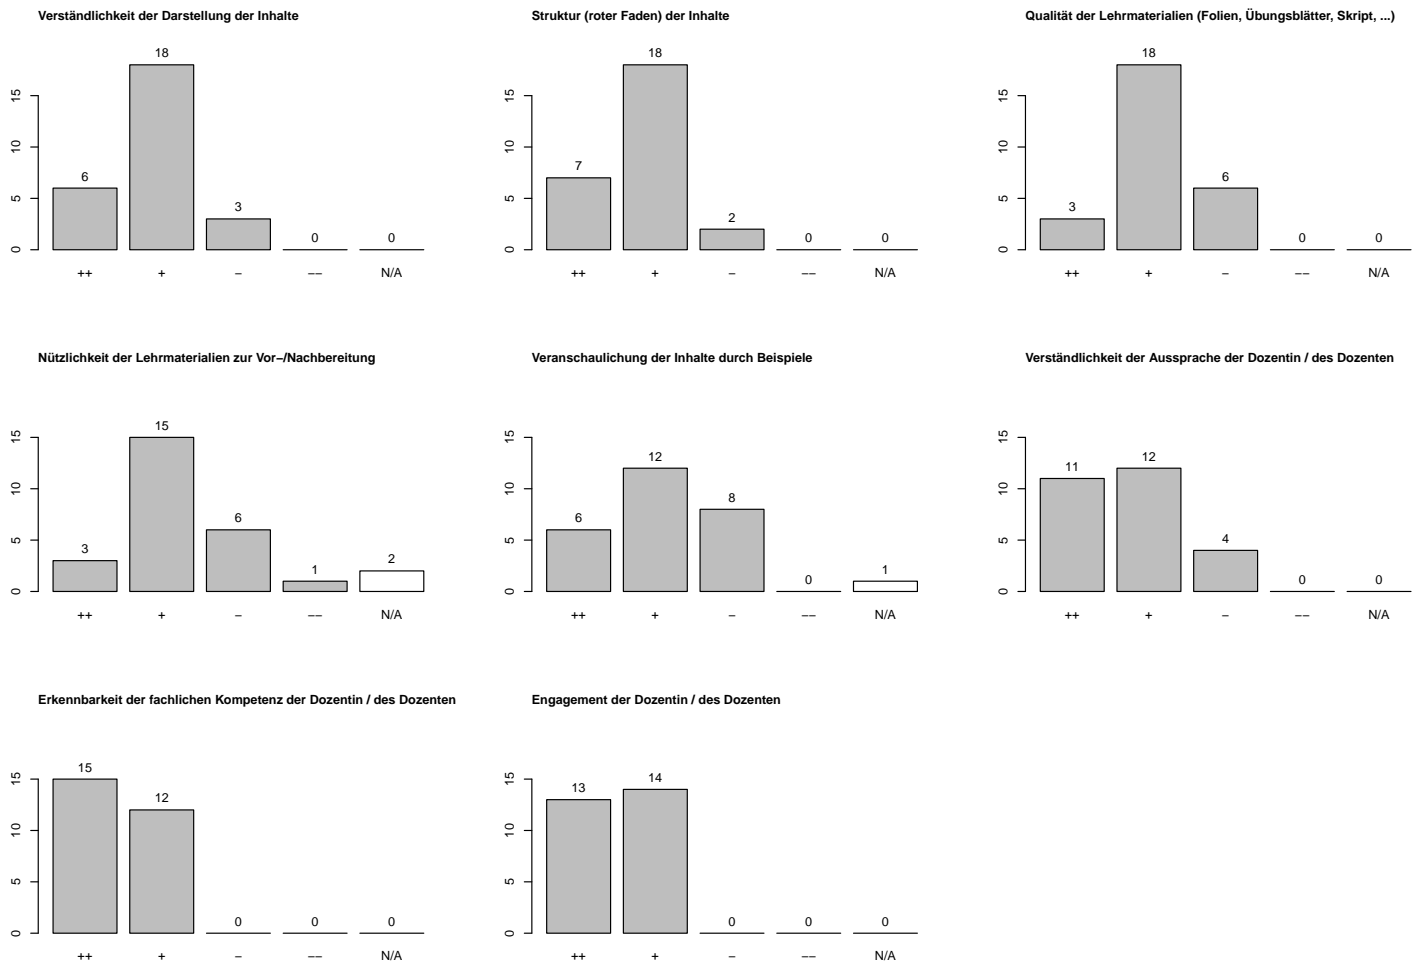 Verständlichkeit der Darstellung der Inhalte
18
6
3
0
0
0 5 10 15
++ + − −− N/A
Struktur (roter Faden) der Inhalte
18
7
2
0
0
0 5 10 15
++ + − −− N/A
Qualität der Lehrmaterialien (Folien, Übungsblätter, Skript, ...)
18
3
6
0
0
0 5 10 15
++ + − −− N/A
Nützlichkeit der Lehrmaterialien zur Vor−/Nachbereitung
15
3
6
1
2
0 5 10 15
++ + − −− N/A
Veranschaulichung der Inhalte durch Beispiele
12
6
8
0
1
0 5 10 15
++ + − −− N/A
Verständlichkeit der Aussprache der Dozentin / des Dozenten
11
12
4
0
0
0 5 10 15
++ + − −− N/A
Erkennbarkeit der fachlichen Kompetenz der Dozentin / des Dozenten
15
12
0
0
0
0 5 10 15
++ + − −− N/A
Engagement der Dozentin / des Dozenten
13
14
0
0
0
0 5 10 15
++ + − −− N/A